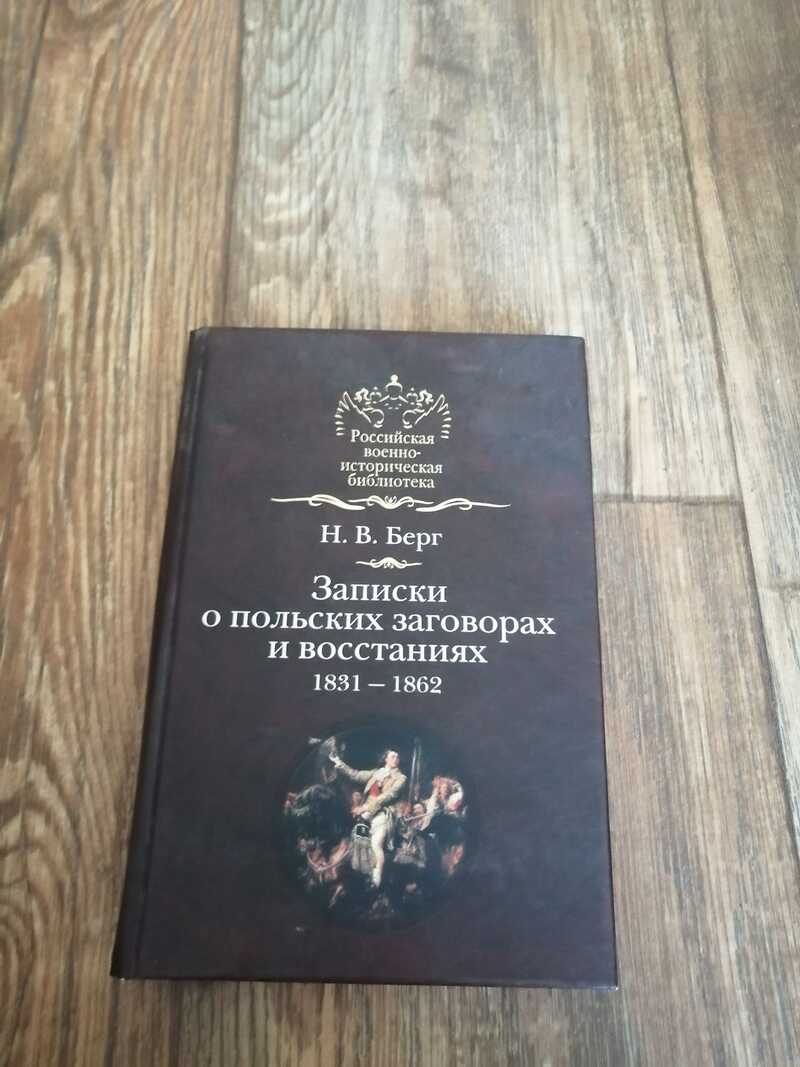 Российская
военно-
историческая
библиотека
Н. В. Берг
Записки
о польских заговорах
и восстаниях
1831 – 1862